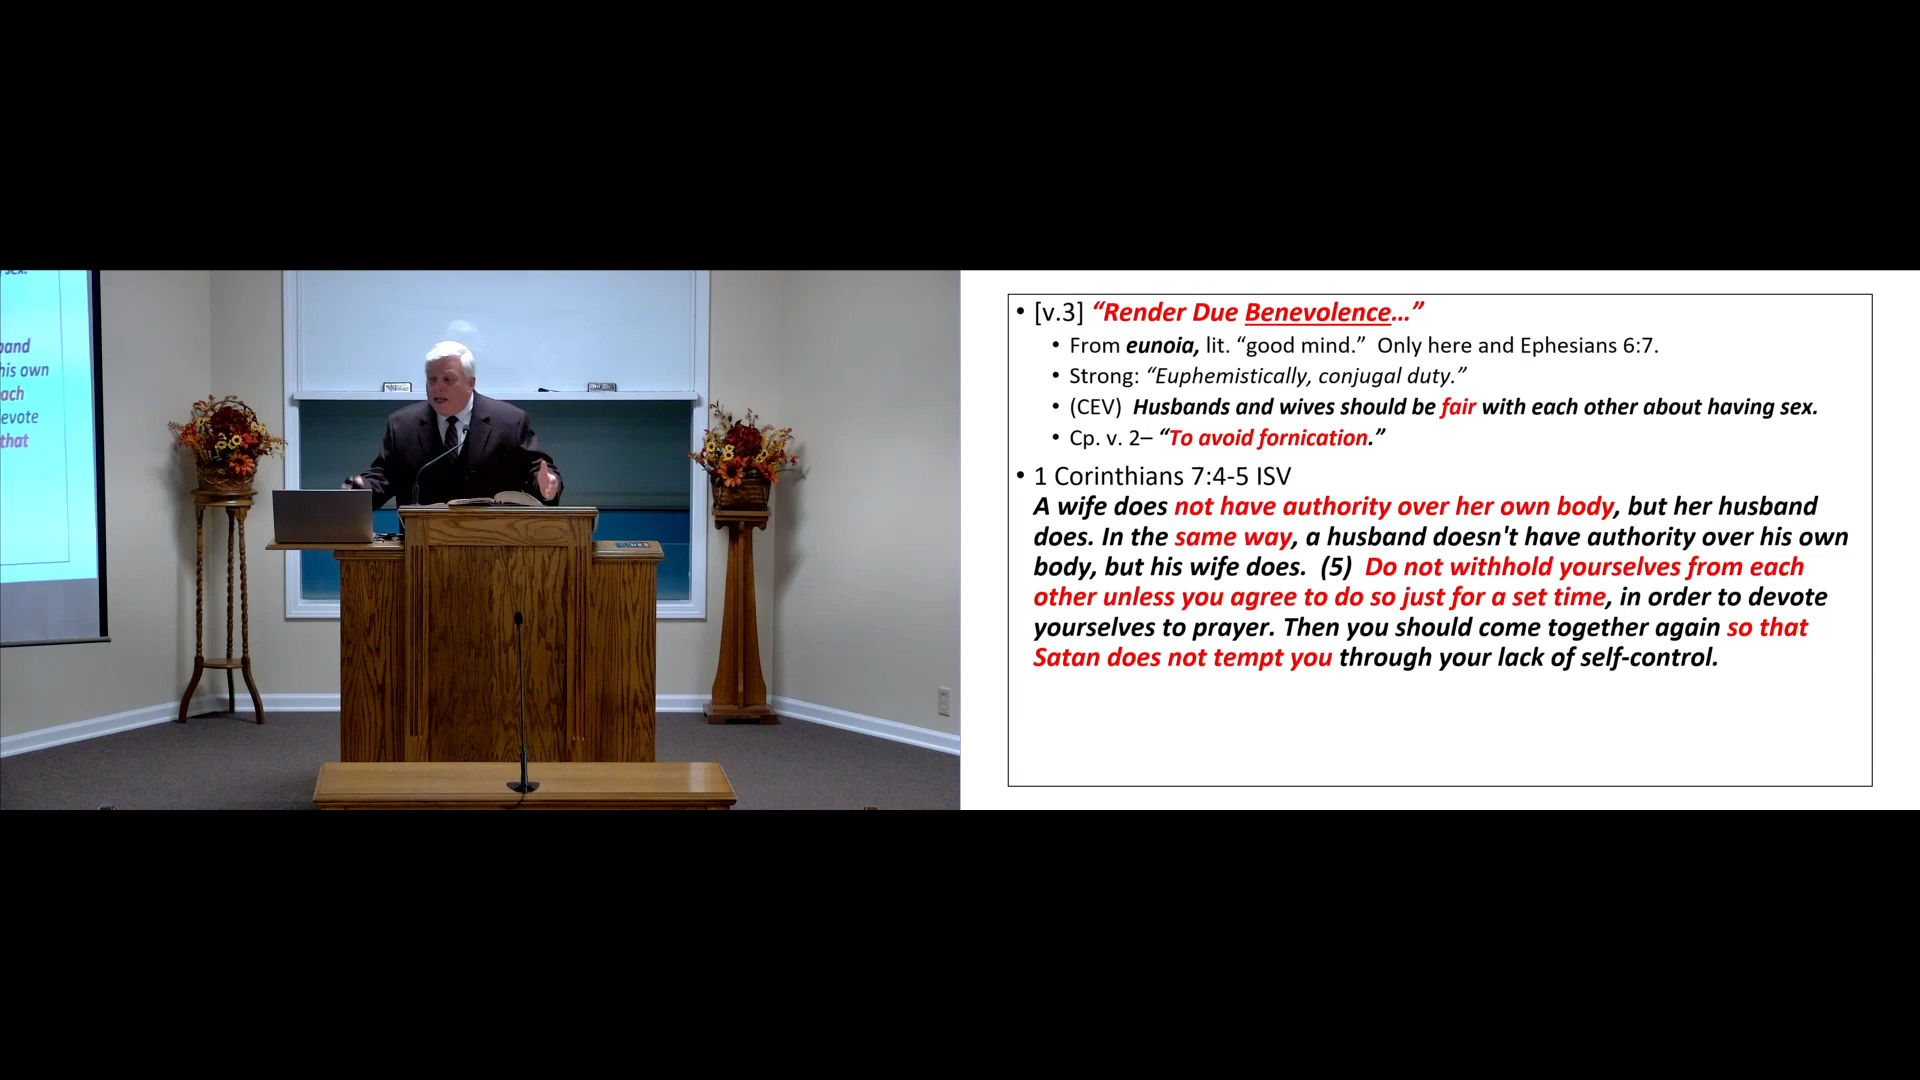 sex.
band
his own
ach
evote
that
• [v.3] “Render Due Benevolence…”
• From eunoia, lit. “good mind.” Only here and Ephesians 6:7.
• Strong: “Euphemistically, conjugal duty.”
• (CEV) Husbands and wives should be fair with each other about having sex.
• Cp. v. 2– “To avoid fornication.”
• 1 Corinthians 7:4-5 ISV
A wife does not have authority over her own body, but her husband
does. In the same way, a husband doesn't have authority over his own
body, but his wife does. (5) Do not withhold yourselves from each
other unless you agree to do so just for a set time, in order to devote
yourselves to prayer. Then you should come together again so that
Satan does not tempt you through your lack of self-control.